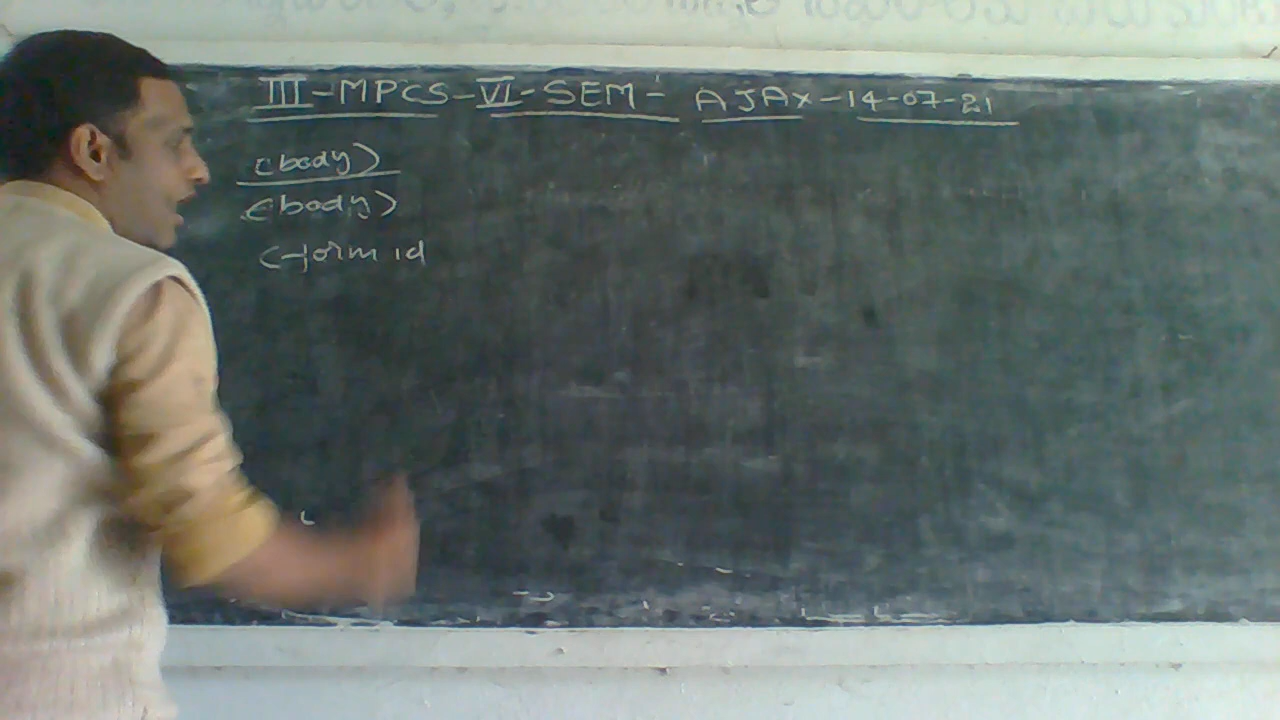 III-MPCS-VI-SEM- AJAX-14-07-21
<body>
<body>
<form id